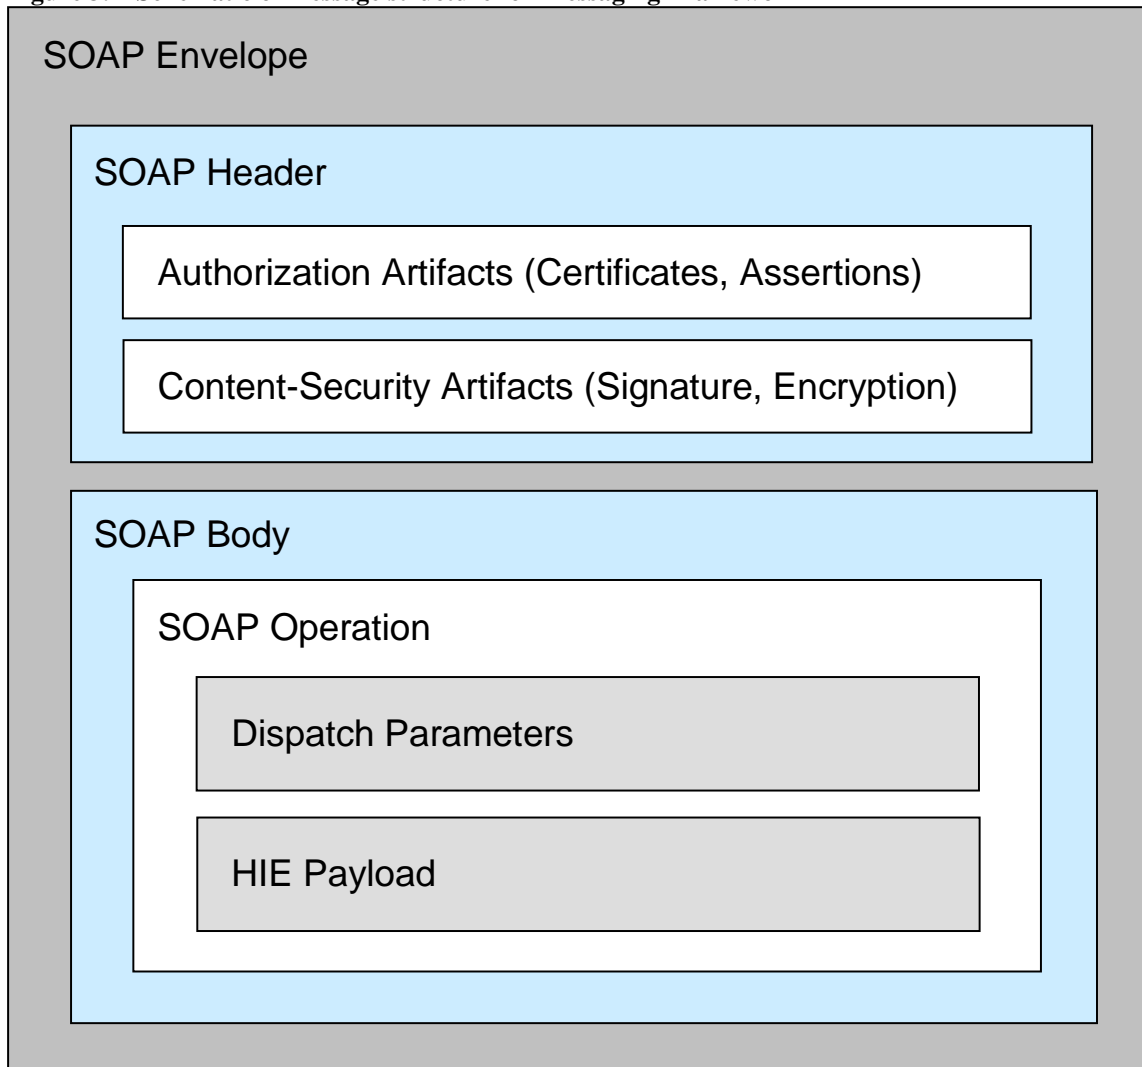 SOAP Envelope
SOAP Header
Authorization Artifacts (Certificates, Assertions)
Content-Security Artifacts (Signature, Encryption)
SOAP Body
SOAP Operation
Dispatch Parameters
HIE Payload